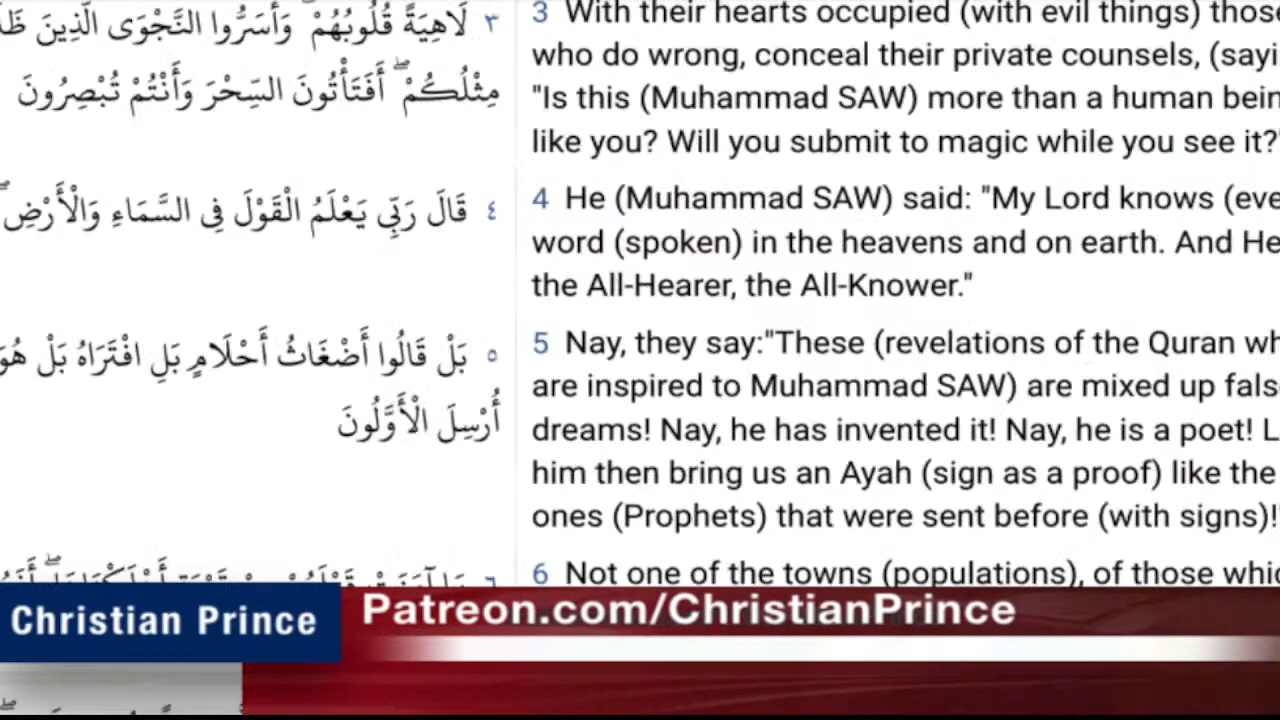 ٣ لَاهِيَةً قُلُوبُهُمْ وَأَسَرُّوا النَّجْوَى الَّذِينَ
مِثْلُكُمْ ۖ أَفَتَأْتُونَ السِّحْرَ وَأَنْتُمْ تُبْصِرُونَ
٤ قَالَ رَبِّي يَعْلَمُ الْقَوْلَ فِي السَّمَاءِ وَالْأَرْضِ ۖ
٥ بَلْ قَالُوا أَضْغَاثُ أَحْلَامٍ بَلِ افْتَرَاهُ بَلْ هُوَ
أُرْسِلَ الْأَوَّلُونَ
3 With their hearts occupied (with evil things) those
who do wrong, conceal their private counsels, (sayi
"Is this (Muhammad SAW) more than a human bein
like you? Will you submit to magic while you see it?"
4 He (Muhammad SAW) said: "My Lord knows (eve
word (spoken) in the heavens and on earth. And He
the All-Hearer, the All-Knower."
5 Nay, they say:"These (revelations of the Quran wh
are inspired to Muhammad SAW) are mixed up fals
dreams! Nay, he has invented it! Nay, he is a poet! L
him then bring us an Ayah (sign as a proof) like the
ones (Prophets) that were sent before (with signs)!"
6 Not one of the towns (populations), of those whic
Christian Prince
Patreon.com/ChristianPrince